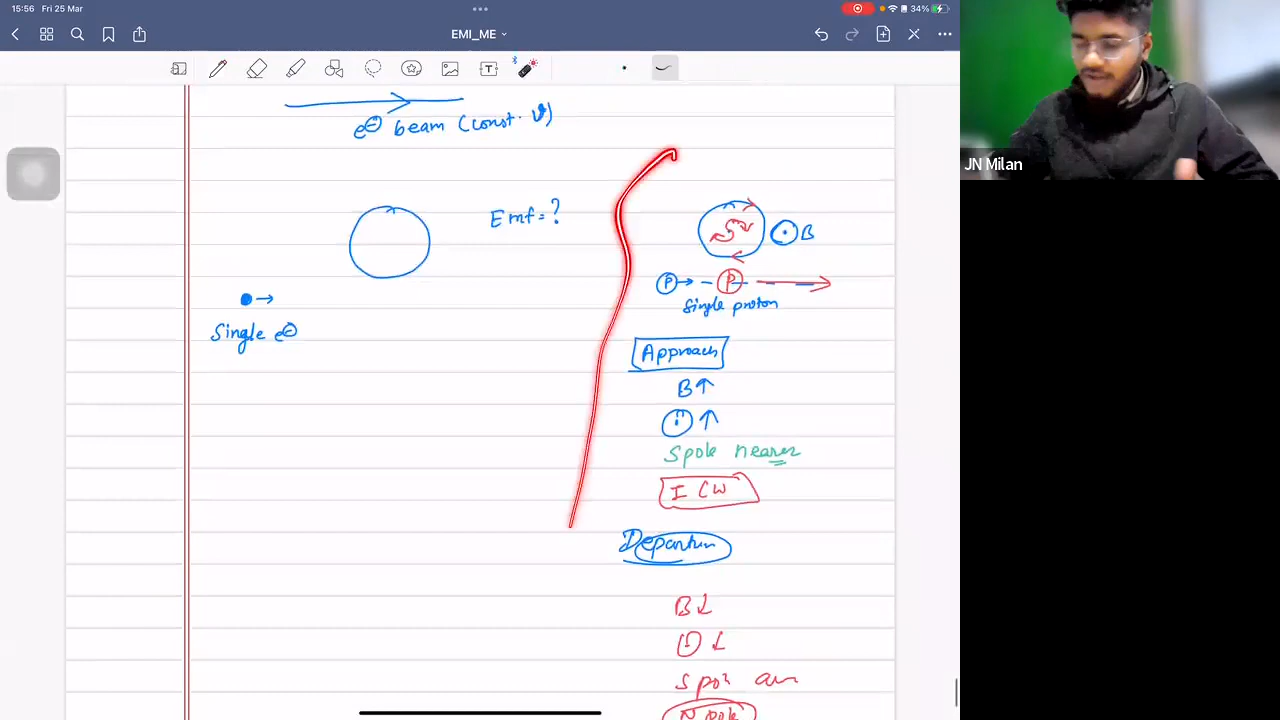 15:56 Fri 25 Mar
34%
EMI_ME
T
e⊖ beam (const. v)
Emf = ?
Single e⊖
S
B
P P
Single proton
Approach
B↑
⊙↑
S pole nearer
I CW
Departure
B↓
⊙↓
N pole
JN Milan